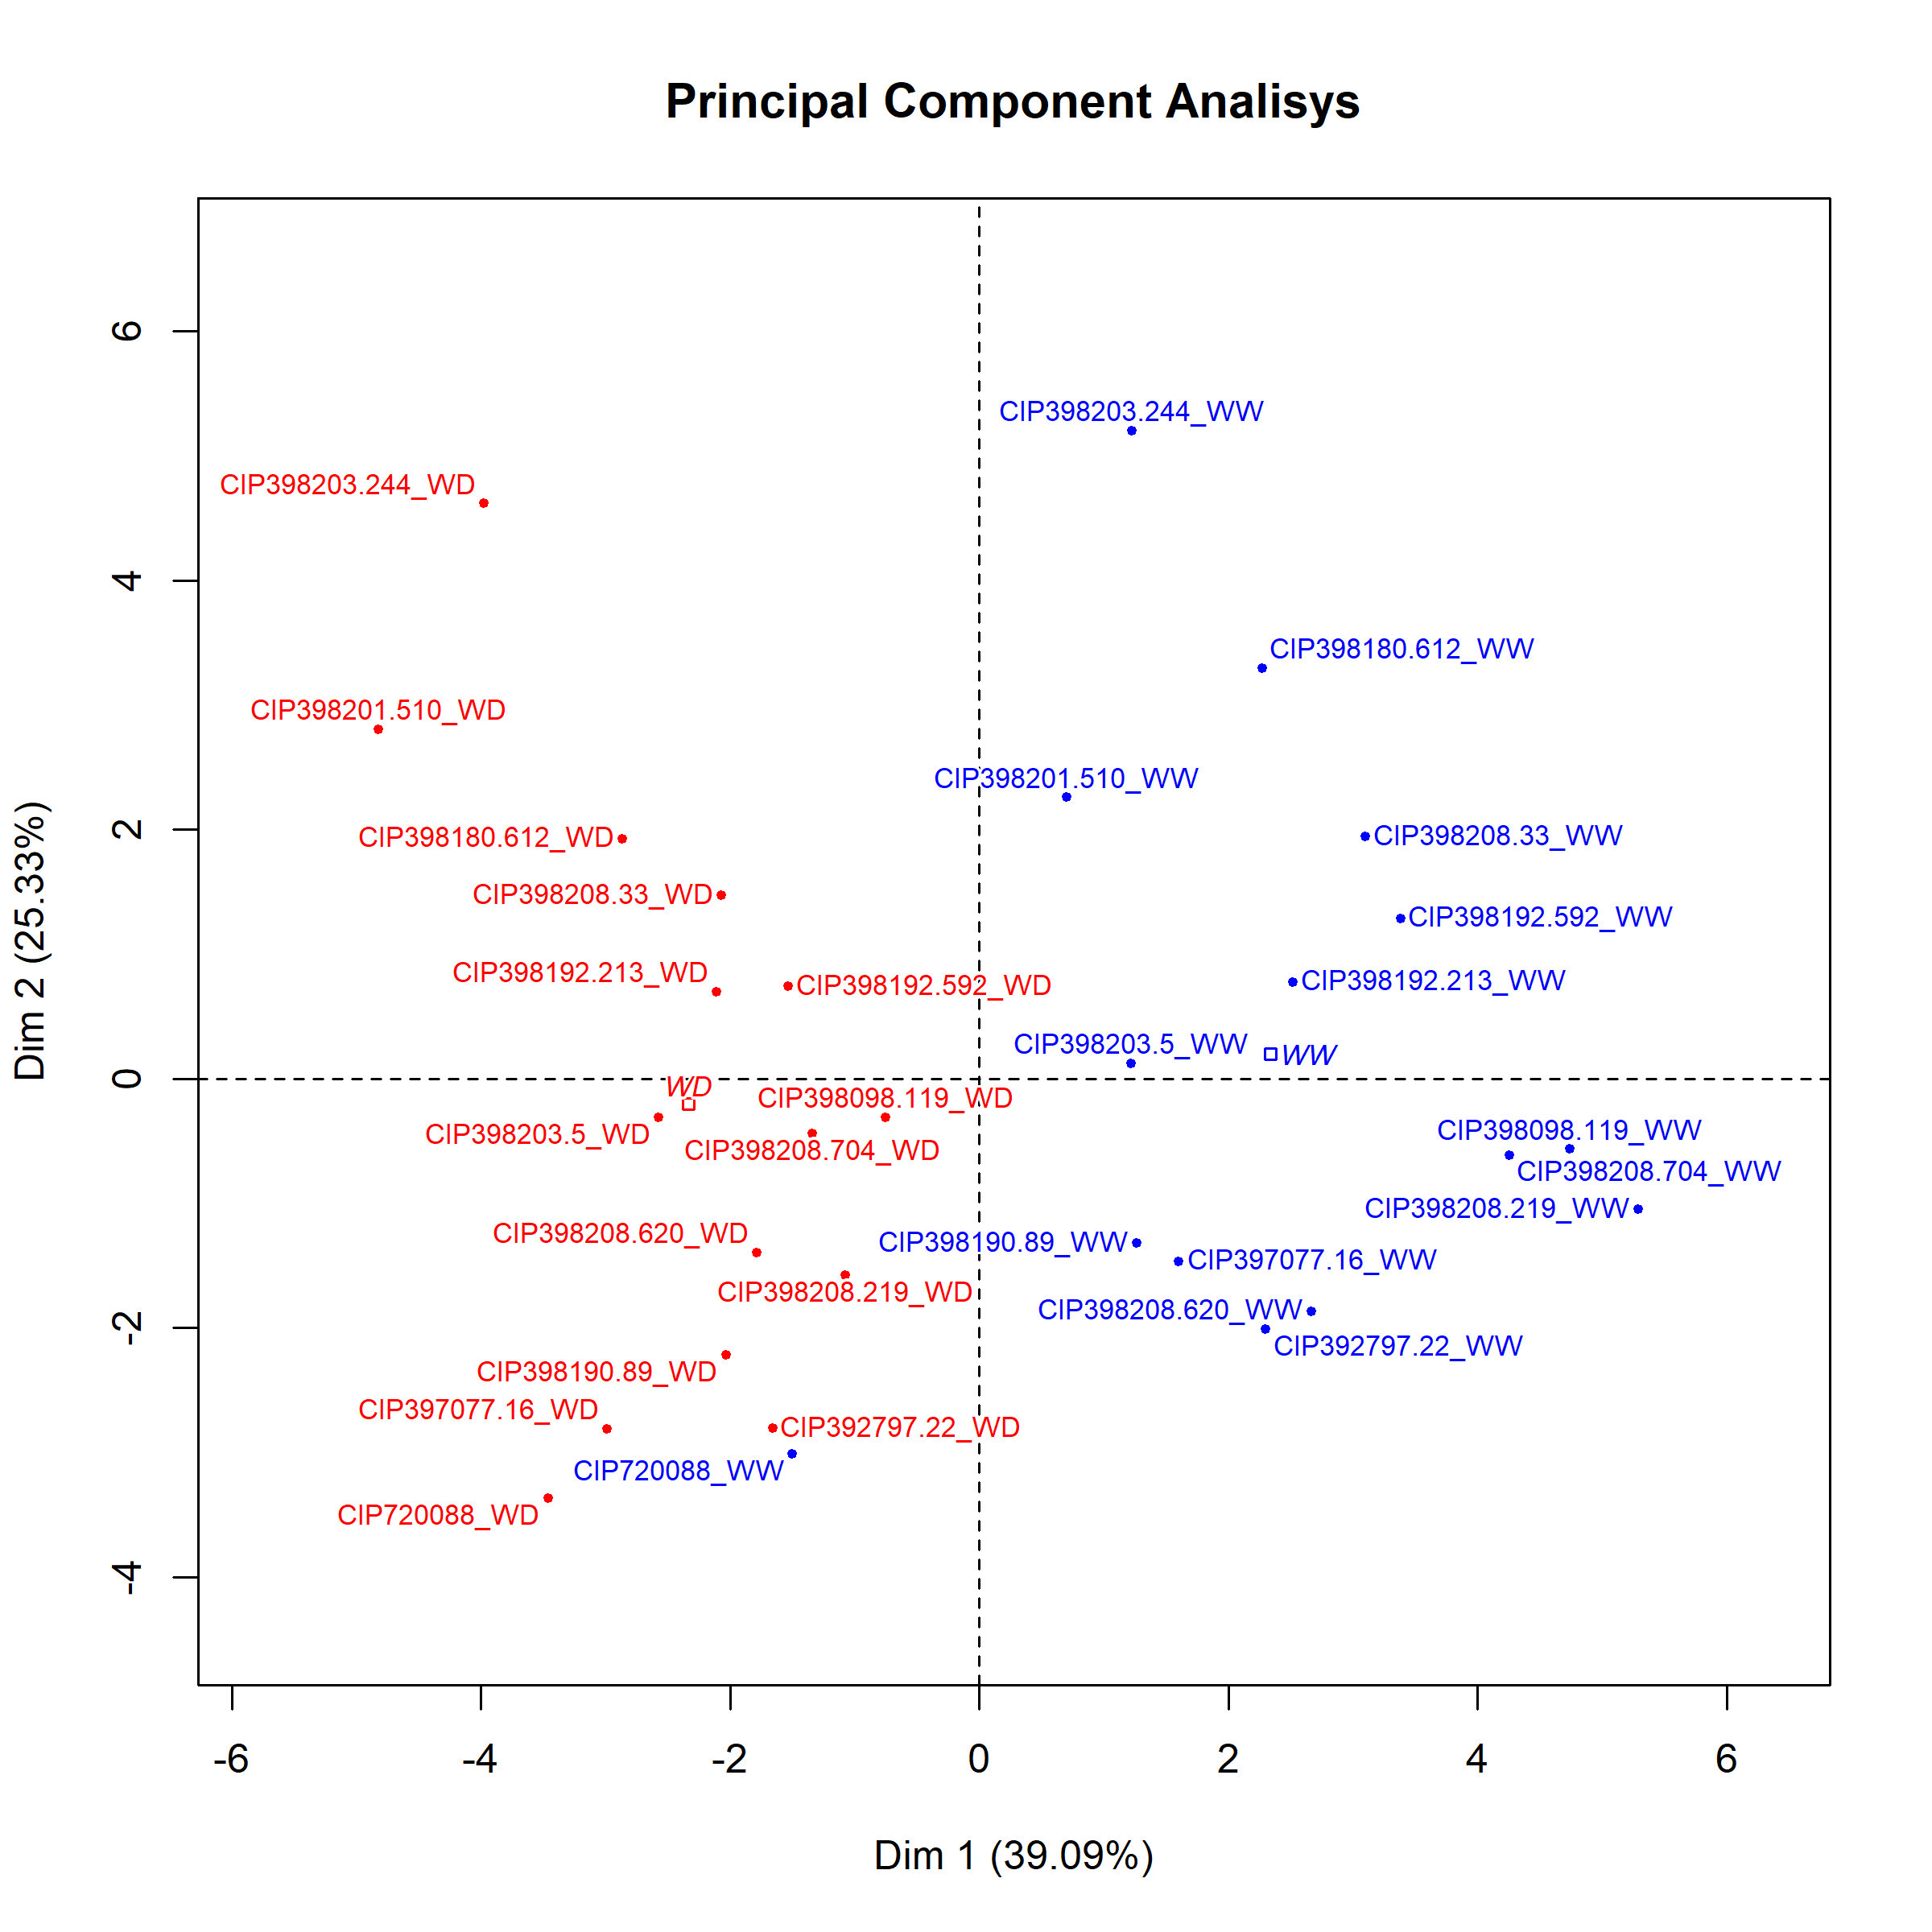 Principal Component Analisys
CIP398203.244_WW
CIP398203.244_WD
CIP398180.612_WW
CIP398201.510_WD
CIP398201.510_WW
CIP398180.612_WD
CIP398208.33_WW
CIP398208.33_WD
CIP398192.592_WW
CIP398192.213_WD
CIP398192.592_WD
CIP398192.213_WW
CIP398203.5_WW
WW
WD
CIP398098.119_WD
CIP398203.5_WD
CIP398208.704_WD
CIP398098.119_WW
CIP398208.704_WW
CIP398208.219_WW
CIP398208.620_WD
CIP398190.89_WW
CIP397077.16_WW
CIP398208.219_WD
CIP398208.620_WW
CIP392797.22_WW
CIP398190.89_WD
CIP397077.16_WD
CIP392797.22_WD
CIP720088_WW
CIP720088_WD
6
4
2
0
-2
-4
Dim 2 (25.33%)
-6 -4 -2 0 2 4 6
Dim 1 (39.09%)